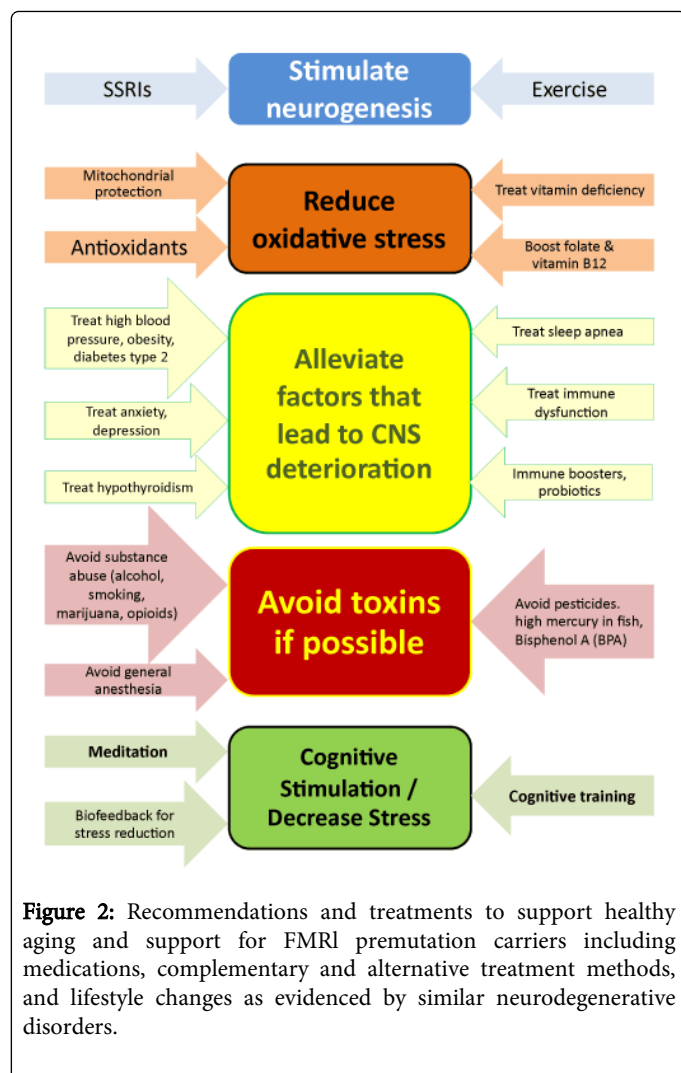 SSRIs
Stimulate
neurogenesis
Exercise
Mitochondrial
protection
Antioxidants
Reduce
oxidative stress
Treat vitamin deficiency
Boost folate &
vitamin B12
Treat high blood
pressure, obesity,
diabetes type 2
Treat anxiety,
depression
Treat hypothyroidism
Alleviate
factors that
lead to CNS
deterioration
Treat sleep apnea
Treat immune
dysfunction
Immune boosters,
probiotics
Avoid substance
abuse (alcohol,
smoking,
marijuana, opioids)
Avoid general
anesthesia
Avoid toxins
if possible
Avoid pesticides.
high mercury in fish,
Bisphenol A (BPA)
Meditation
Biofeedback for
stress reduction
Cognitive
Stimulation /
Decrease Stress
Cognitive training
Figure 2: Recommendations and treatments to support healthy
aging and support for FMRl premutation carriers including
medications, complementary and alternative treatment methods,
and lifestyle changes as evidenced by similar neurodegenerative
disorders.